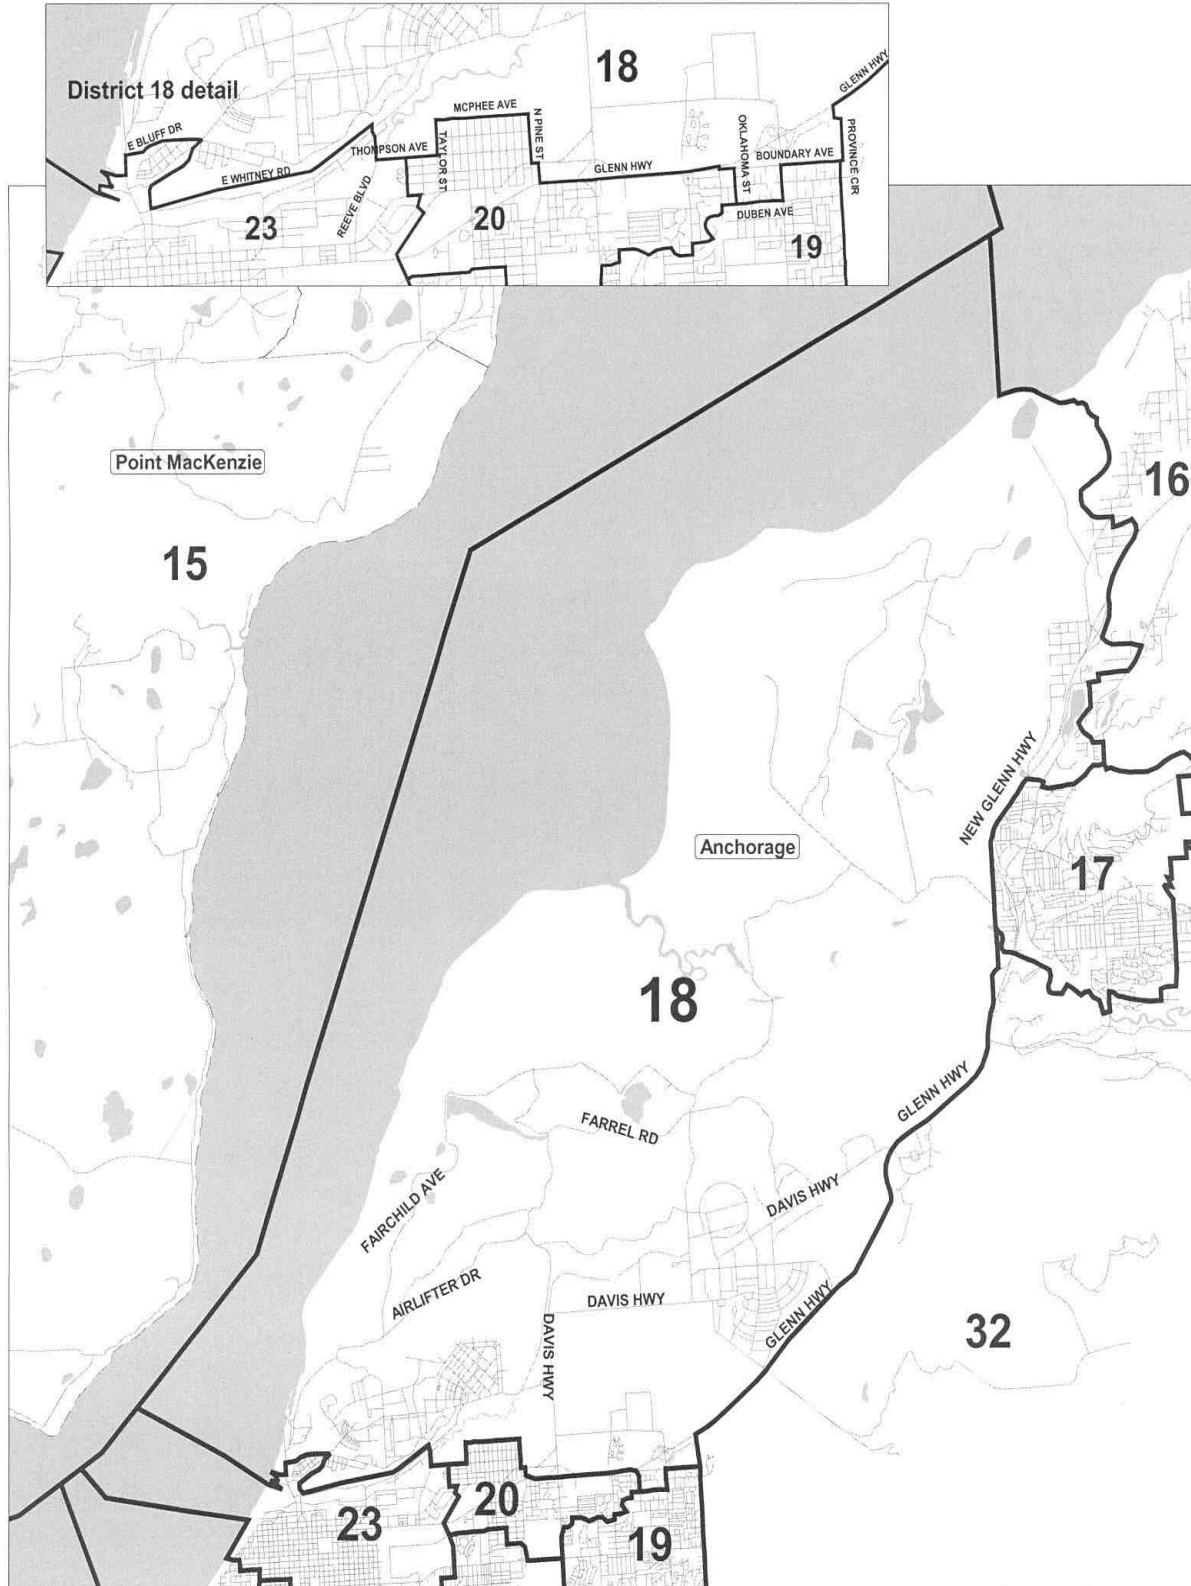 18
District 18 detail
GLENN HWY
MCPHEE AVE
E BLUFF DR
N PINE ST
OKLAHOMA ST
PROVINCE CIR
THOMPSON AVE
TAYLOR ST
BOUNDARY AVE
GLENN HWY
E WHITNEY RD
REEVE BLVD
DUBEN AVE
23
20
19
Point MacKenzie
16
15
NEW GLENN HWY
Anchorage
17
18
GLENN HWY
FARREL RD
DAVIS HWY
FAIRCHILD AVE
AIRLIFTER DR
DAVIS HWY
GLENN HWY
DAVIS HWY
32
20
23
19